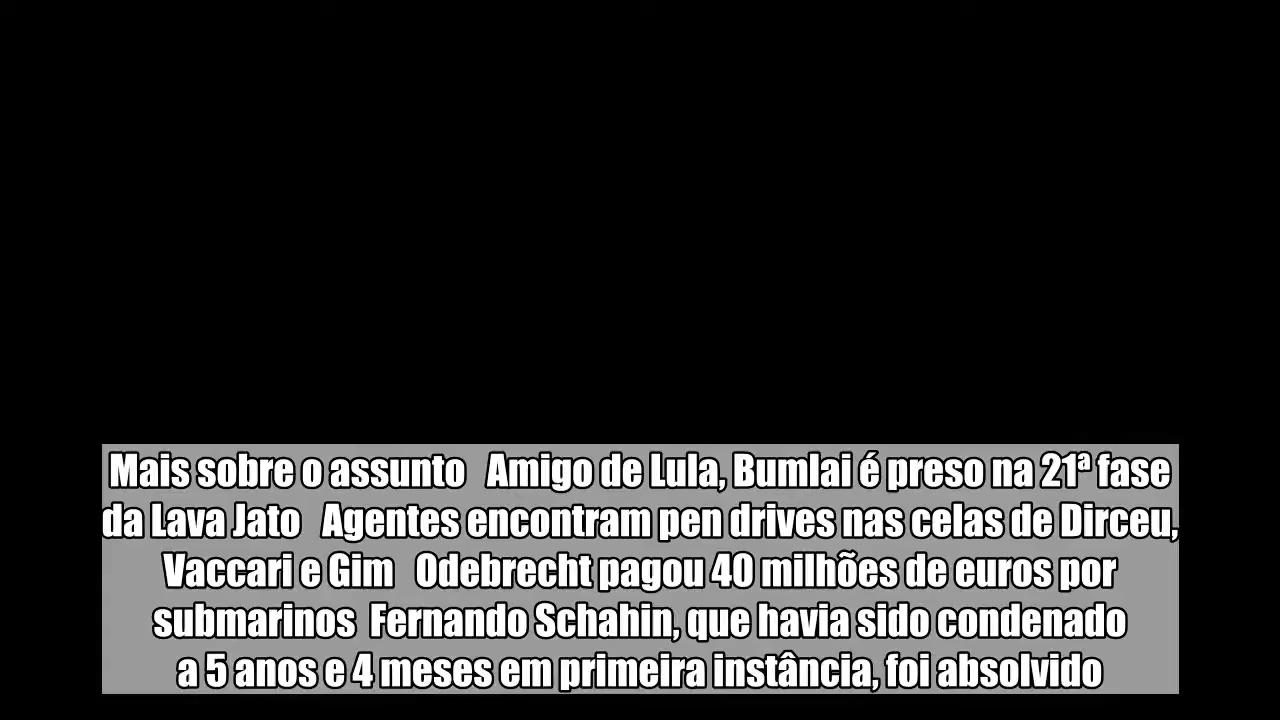 Mais sobre o assunto   Amigo de Lula, Bumlai é preso na 21ª fase
da Lava Jato   Agentes encontram pen drives nas celas de Dirceu,
Vaccari e Gim   Odebrecht pagou 40 milhões de euros por
submarinos  Fernando Schahin, que havia sido condenado
a 5 anos e 4 meses em primeira instância, foi absolvido